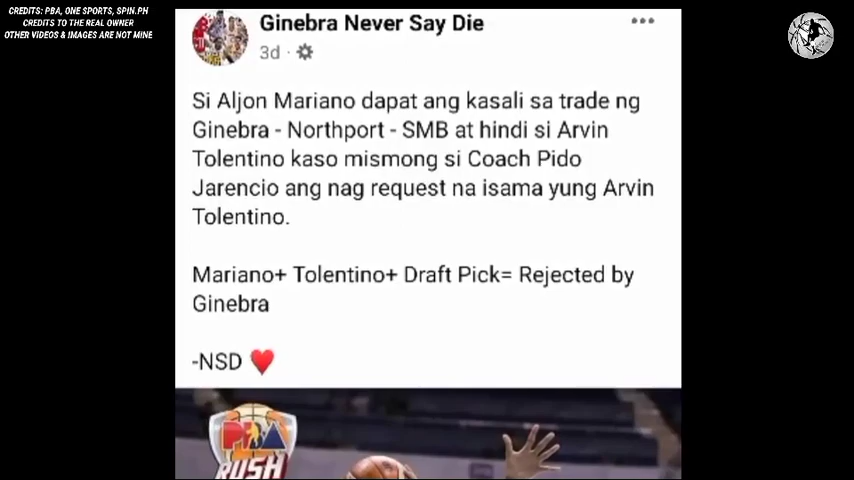 CREDITS: PBA, ONE SPORTS, SPIN.PH
CREDITS TO THE REAL OWNER
OTHER VIDEOS & IMAGES ARE NOT MINE
Ginebra Never Say Die
3d ·
Si Aljon Mariano dapat ang kasali sa trade ng
Ginebra - Northport - SMB at hindi si Arvin
Tolentino kaso mismong si Coach Pido
Jarencio ang nag request na isama yung Arvin
Tolentino.
Mariano+ Tolentino+ Draft Pick= Rejected by
Ginebra
-NSD ❤️
PBA
RUSH